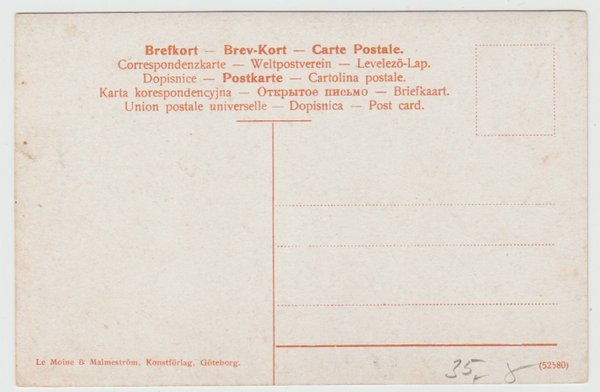 Brefkort — Brev-Kort — Carte Postale.
Correspondenzkarte — Weltpostverein — Levelezö-Lap.
Dopisnice — Postkarte — Cartolina postale.
Karta korespondencyjna — Открытое письмо — Briefkaart.
Union postale universelle — Dopisnica — Post card.
Le Moine & Malmeström, Konstförlag, Göteborg.
35,-
(52580)